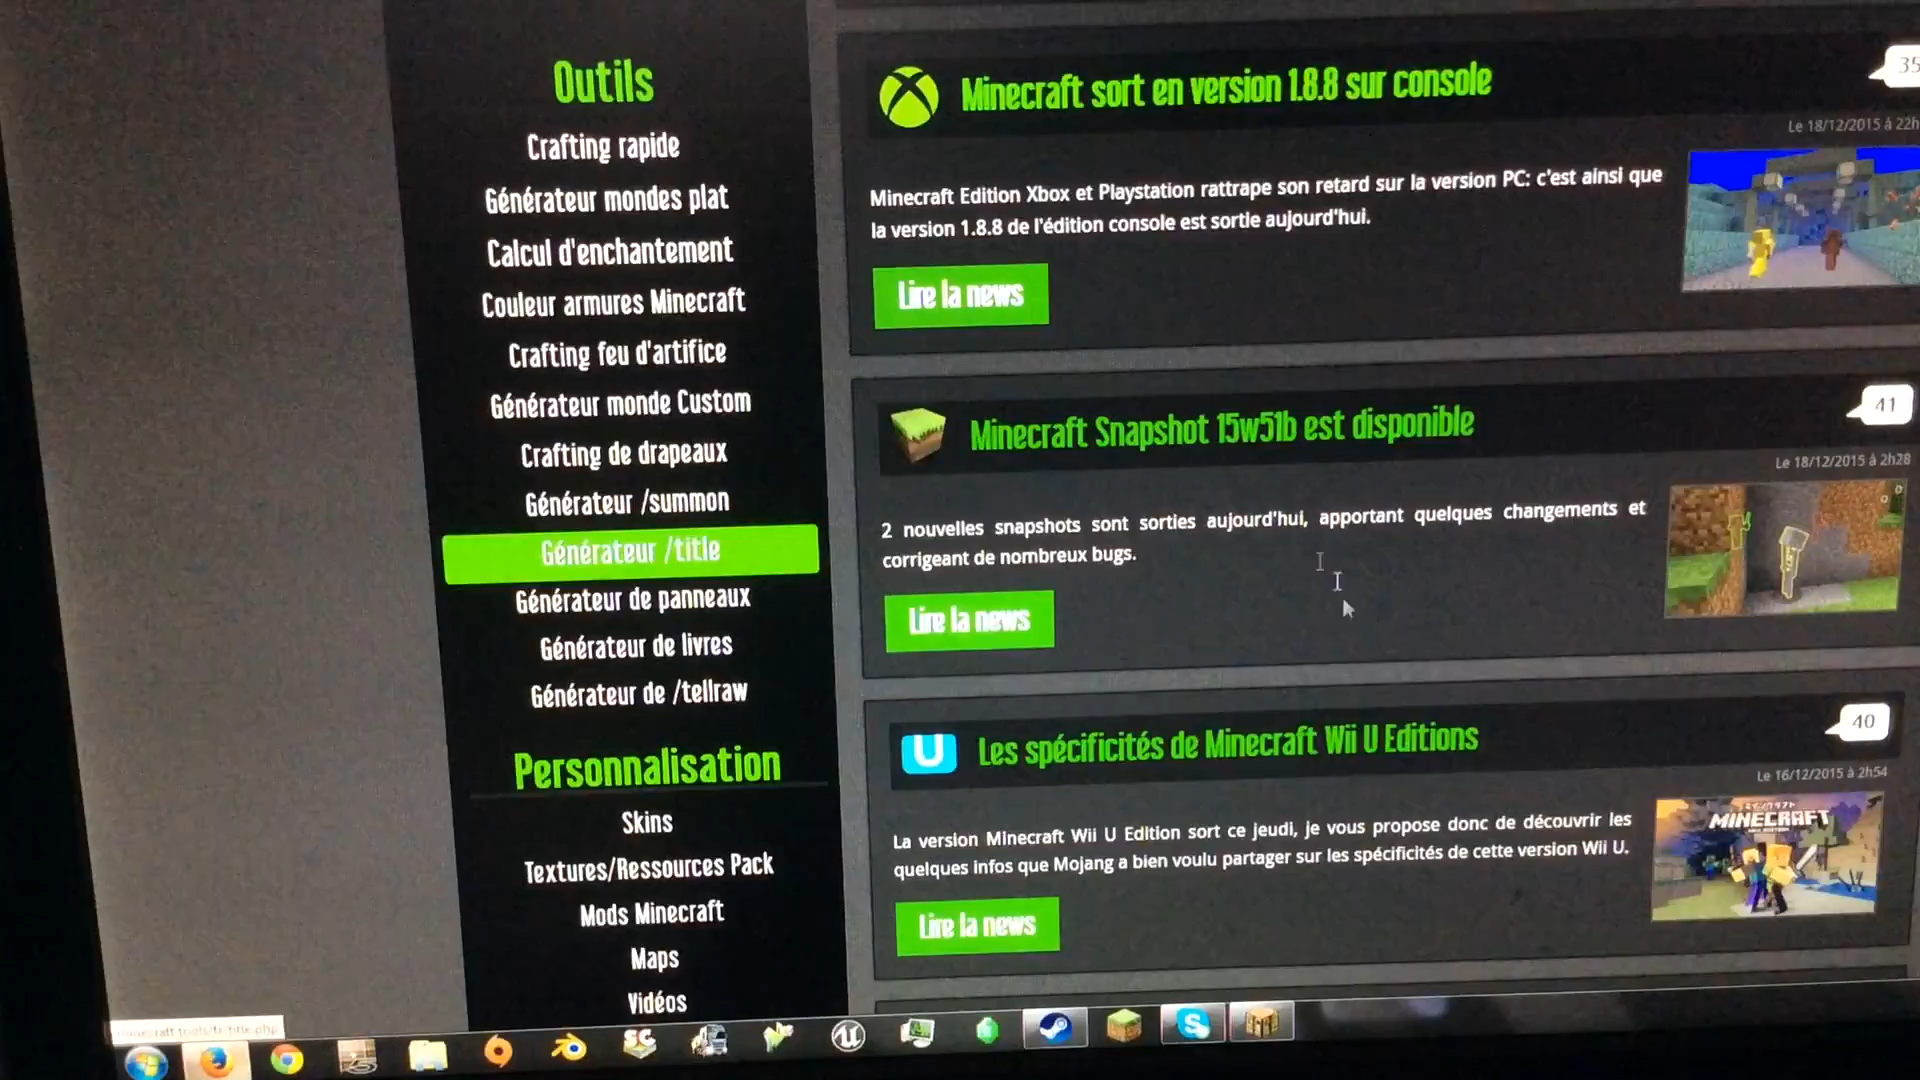 Outils
Crafting rapide
Générateur mondes plat
Calcul d'enchantement
Couleur armures Minecraft
Crafting feu d'artifice
Générateur monde Custom
Crafting de drapeaux
Générateur /summon
Générateur /title
Générateur de panneaux
Générateur de livres
Générateur de /tellraw
Personnalisation
Skins
Textures/Ressources Pack
Mods Minecraft
Maps
Vidéos
Minecraft sort en version 1.8.8 sur console
35
Le 18/12/2015 à 22h
Minecraft Edition Xbox et Playstation rattrape son retard sur la version PC: c'est ainsi que
la version 1.8.8 de l'édition console est sortie aujourd'hui.
Lire la news
Minecraft Snapshot 15w51b est disponible
41
Le 18/12/2015 à 2h28
2 nouvelles snapshots sont sorties aujourd'hui, apportant quelques changements et
corrigeant de nombreux bugs.
Lire la news
Les spécificités de Minecraft Wii U Editions
40
Le 16/12/2015 à 2h54
La version Minecraft Wii U Edition sort ce jeudi, je vous propose donc de découvrir les
quelques infos que Mojang a bien voulu partager sur les spécificités de cette version Wii U.
MINECRAFT
Lire la news
minecraft.tools/fr/title.php
SC